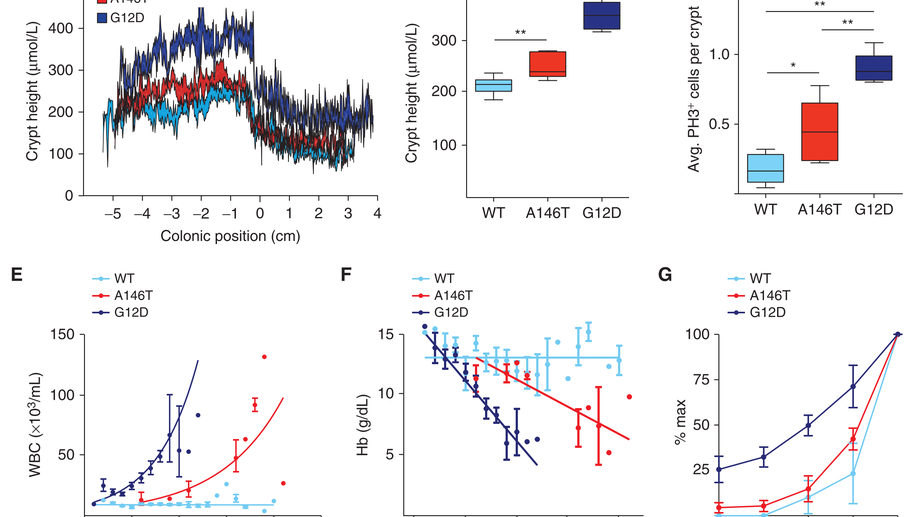 A146T
G12D
Crypt height (μmol/L)
400
300
200
100
0
−5 −4 −3 −2 −1 0 1 2 3 4
Colonic position (cm)
Crypt height (μmol/L)
300
200
100
**
WT A146T G12D
Avg. PH3+ cells per crypt
1.0
0.5
**
**
*
WT A146T G12D
E
WT
A146T
G12D
WBC (×10³/mL)
150
100
50
F
WT
A146T
G12D
Hb (g/dL)
15
10
5
G
WT
A146T
G12D
% max
100
75
50
25